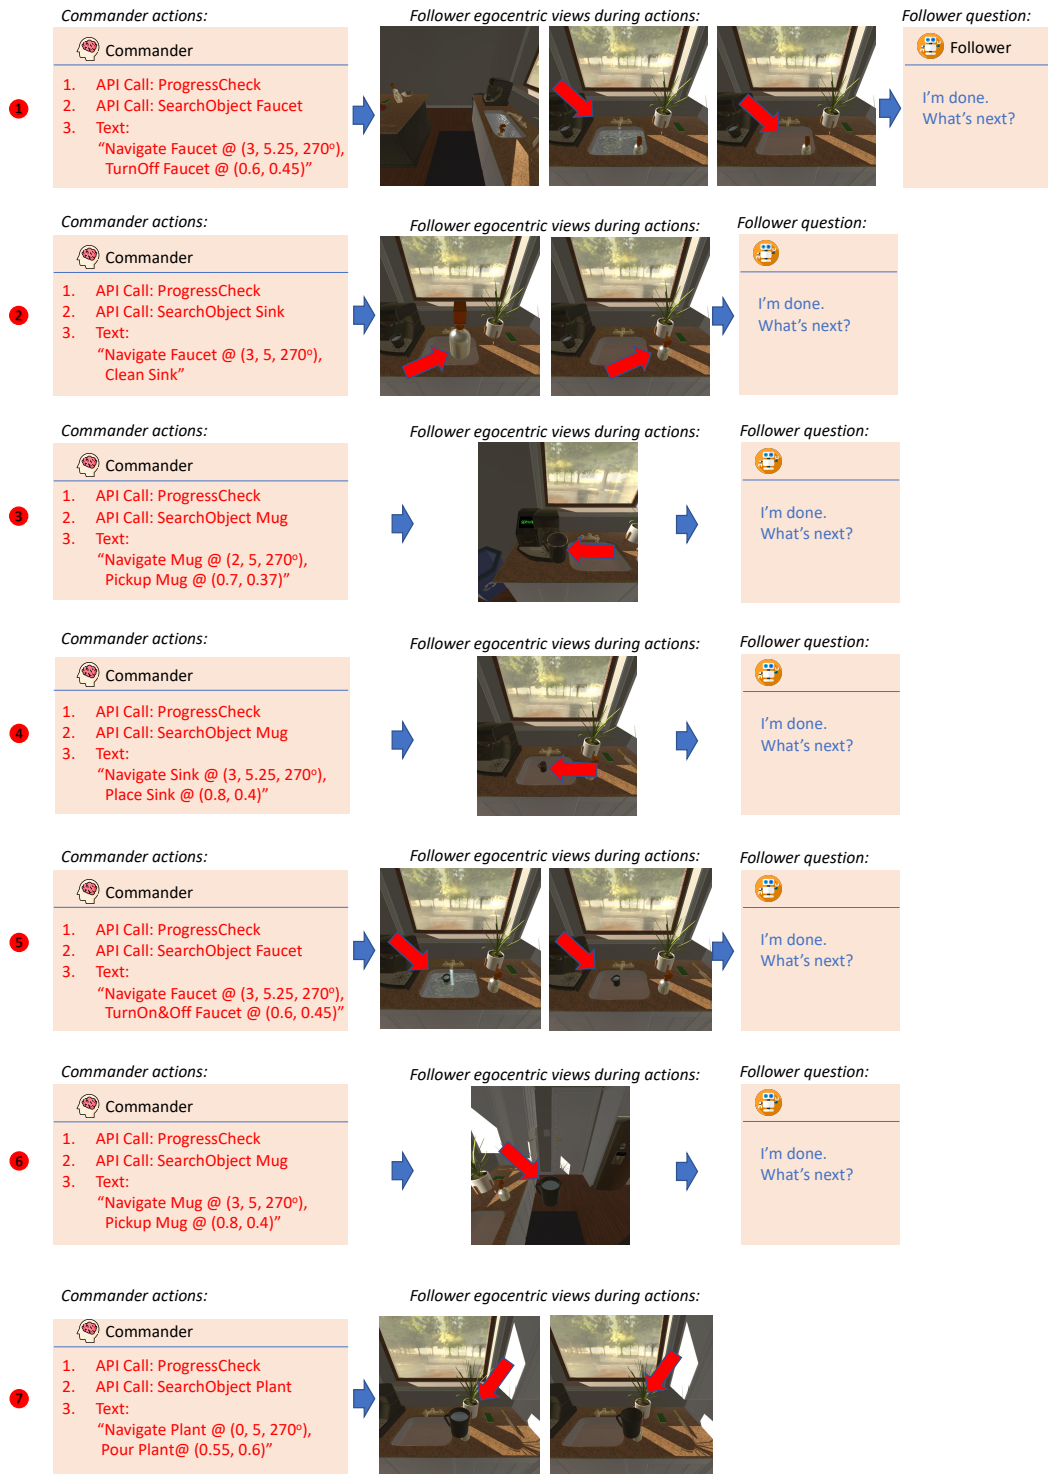 Commander actions:
Follower egocentric views during actions:
Follower question:
1
Commander
1. API Call: ProgressCheck
2. API Call: SearchObject Faucet
3. Text:
“Navigate Faucet @ (3, 5.25, 270°),
TurnOff Faucet @ (0.6, 0.45)”
Follower
I’m done.
What’s next?
Commander actions:
Follower egocentric views during actions:
Follower question:
2
Commander
1. API Call: ProgressCheck
2. API Call: SearchObject Sink
3. Text:
“Navigate Faucet @ (3, 5, 270°),
Clean Sink”
I’m done.
What’s next?
Commander actions:
Follower egocentric views during actions:
Follower question:
3
Commander
1. API Call: ProgressCheck
2. API Call: SearchObject Mug
3. Text:
“Navigate Mug @ (2, 5, 270°),
Pickup Mug @ (0.7, 0.37)”
I’m done.
What’s next?
Commander actions:
Follower egocentric views during actions:
Follower question:
4
Commander
1. API Call: ProgressCheck
2. API Call: SearchObject Mug
3. Text:
“Navigate Sink @ (3, 5.25, 270°),
Place Sink @ (0.8, 0.4)”
I’m done.
What’s next?
Commander actions:
Follower egocentric views during actions:
Follower question:
5
Commander
1. API Call: ProgressCheck
2. API Call: SearchObject Faucet
3. Text:
“Navigate Faucet @ (3, 5.25, 270°),
TurnOn&Off Faucet @ (0.6, 0.45)”
I’m done.
What’s next?
Commander actions:
Follower egocentric views during actions:
Follower question:
6
Commander
1. API Call: ProgressCheck
2. API Call: SearchObject Mug
3. Text:
“Navigate Mug @ (3, 5, 270°),
Pickup Mug @ (0.8, 0.4)”
I’m done.
What’s next?
Commander actions:
Follower egocentric views during actions:
7
Commander
1. API Call: ProgressCheck
2. API Call: SearchObject Plant
3. Text:
“Navigate Plant @ (0, 5, 270°),
Pour Plant@ (0.55, 0.6)”